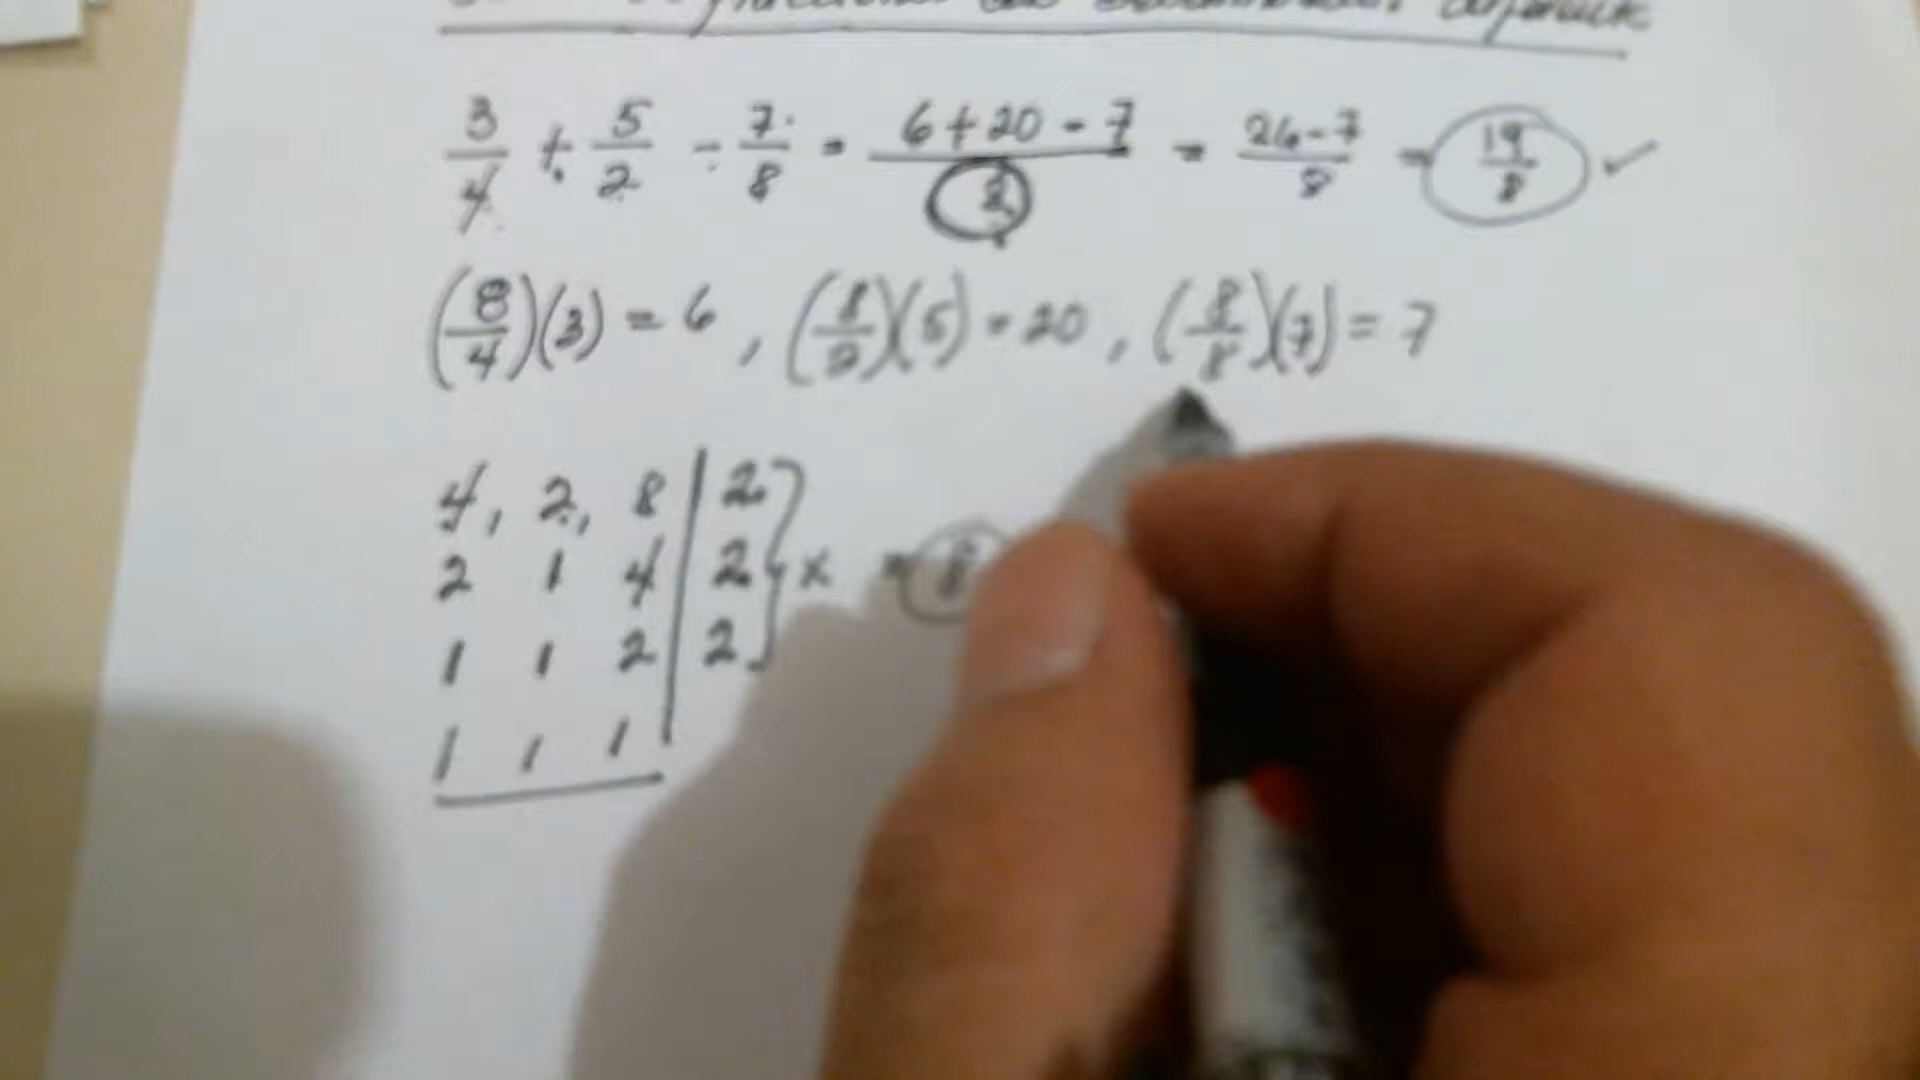 3/4 + 5/2 - 7/8 = 6+20-7/8 = 26-7/8 = 19/8 ✓
(8/4)(3) = 6 , (8/2)(5) = 20 , (8/8)(7) = 7
4, 2, 8 | 2
2 1 4 | 2 } x = 8
1 1 2 | 2
1 1 1